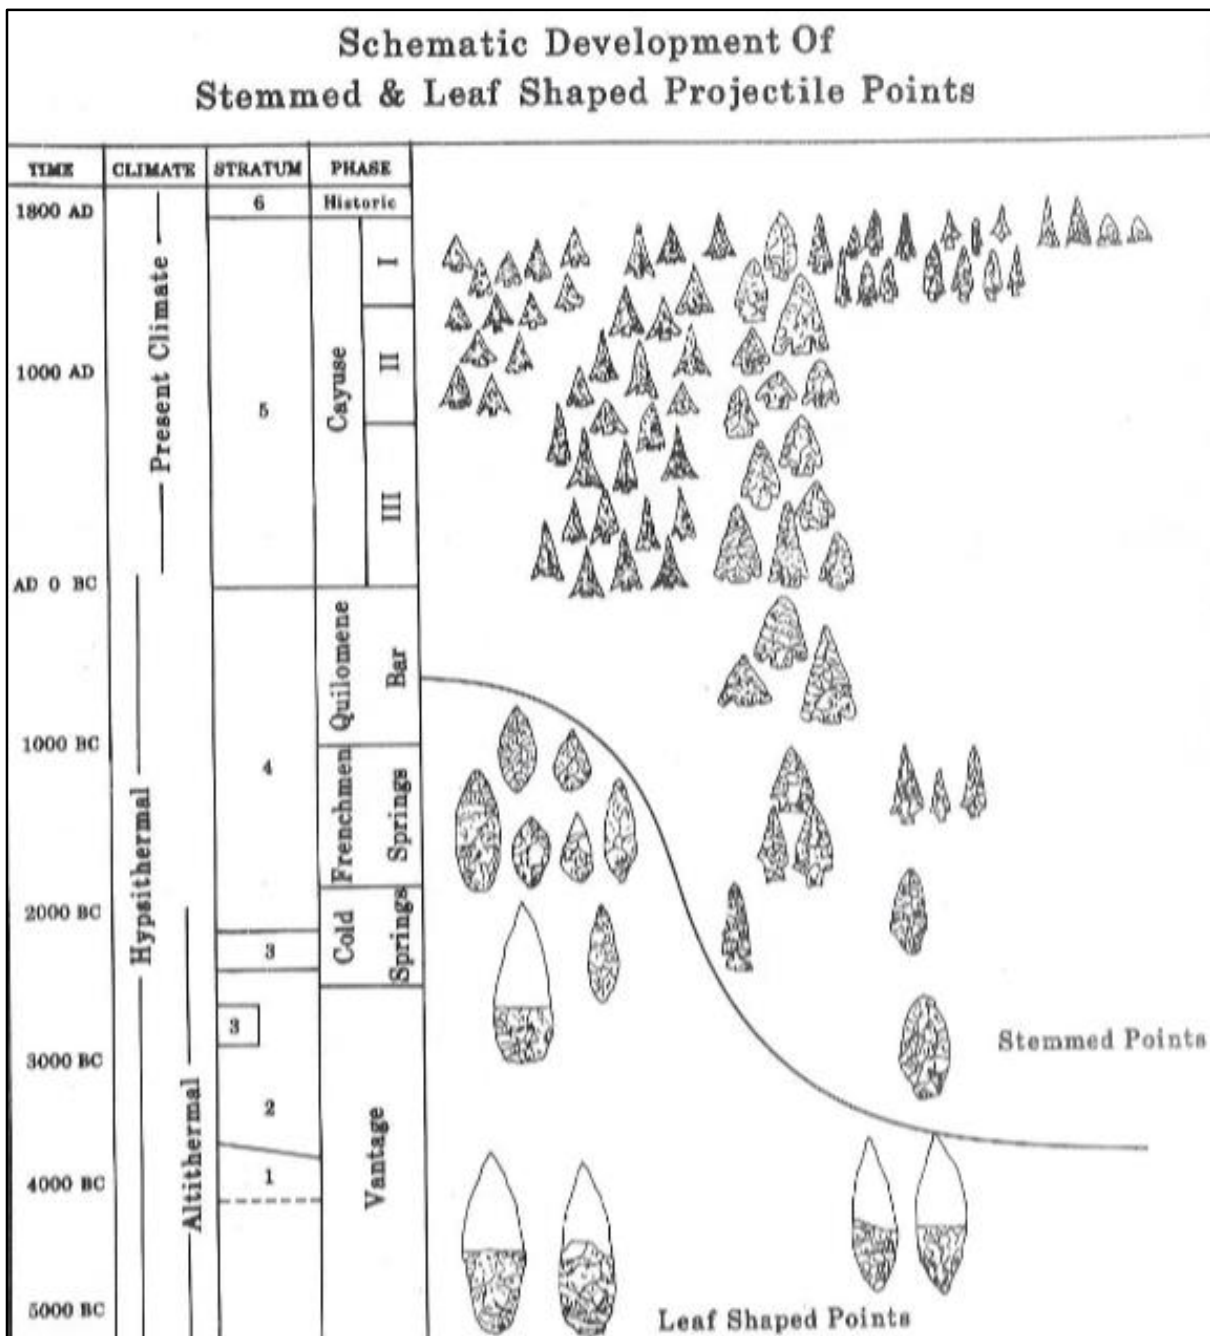 Schematic Development Of
Stemmed & Leaf Shaped Projectile Points
TIME CLIMATE STRATUM PHASE
1800 AD
6
Historic
Present Climate
I
1000 AD
II
5
Cayuse
III
AD 0 BC
Quilomene
Bar
1000 BC
4
Frenchmen
Springs
Hypsithermal
2000 BC
3
Cold
Springs
3
Stemmed Points
3000 BC
2
Altithermal
1
4000 BC
Vantage
5000 BC
Leaf Shaped Points